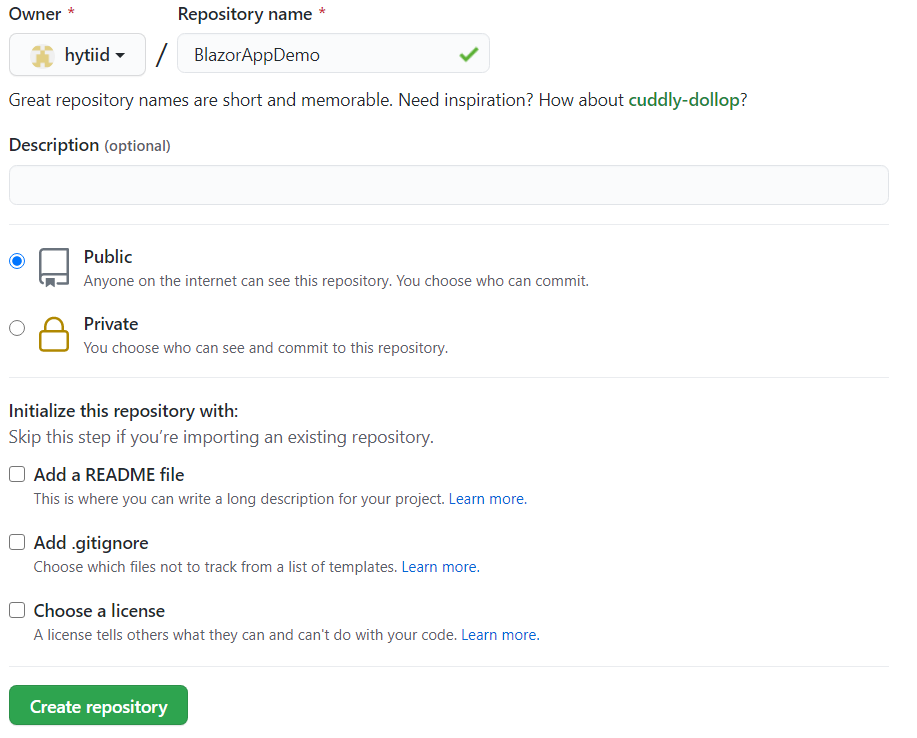 Owner *
Repository name *
hytiid / BlazorAppDemo
Great repository names are short and memorable. Need inspiration? How about cuddly-dollop?
Description (optional)
Public
Anyone on the internet can see this repository. You choose who can commit.
Private
You choose who can see and commit to this repository.
Initialize this repository with:
Skip this step if you’re importing an existing repository.
Add a README file
This is where you can write a long description for your project. Learn more.
Add .gitignore
Choose which files not to track from a list of templates. Learn more.
Choose a license
A license tells others what they can and can't do with your code. Learn more.
Create repository